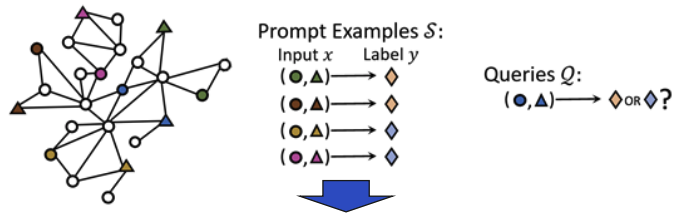 Prompt Examples 𝒮:
Input x Label y
( , )
( , )
( , )
( , )
Queries 𝒬:
( , ) OR ?